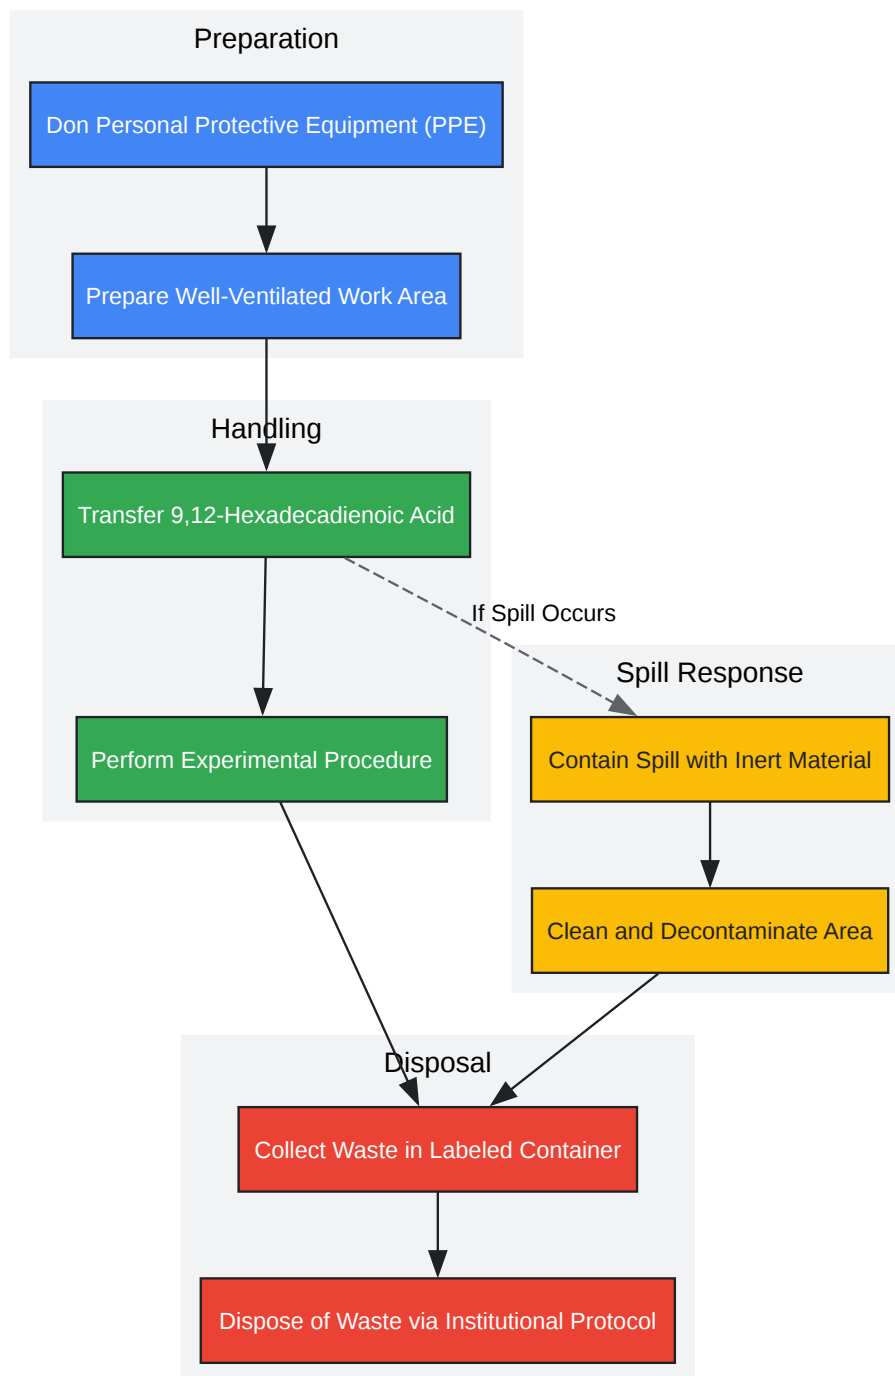 Preparation
Don Personal Protective Equipment (PPE)
Prepare Well-Ventilated Work Area
Handling
Transfer 9,12-Hexadecadienoic Acid
If Spill Occurs
Spill Response
Perform Experimental Procedure
Contain Spill with Inert Material
Clean and Decontaminate Area
Disposal
Collect Waste in Labeled Container
Dispose of Waste via Institutional Protocol